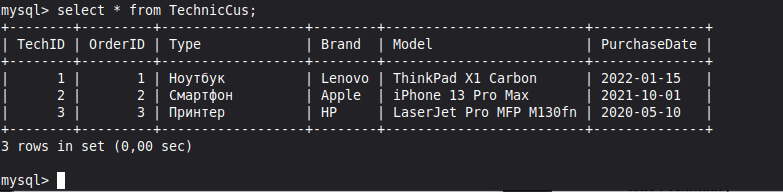 mysql> select * from TechnicCus;
+--------+---------+------------------+--------+------------------------+--------------+
| TechID | OrderID | Type             | Brand  | Model                  | PurchaseDate |
+--------+---------+------------------+--------+------------------------+--------------+
|      1 |       1 | Ноутбук          | Lenovo | ThinkPad X1 Carbon     | 2022-01-15   |
|      2 |       2 | Смартфон         | Apple  | iPhone 13 Pro Max      | 2021-10-01   |
|      3 |       3 | Принтер          | HP     | LaserJet Pro MFP M130fn | 2020-05-10   |
+--------+---------+------------------+--------+------------------------+--------------+
3 rows in set (0,00 sec)
mysql>